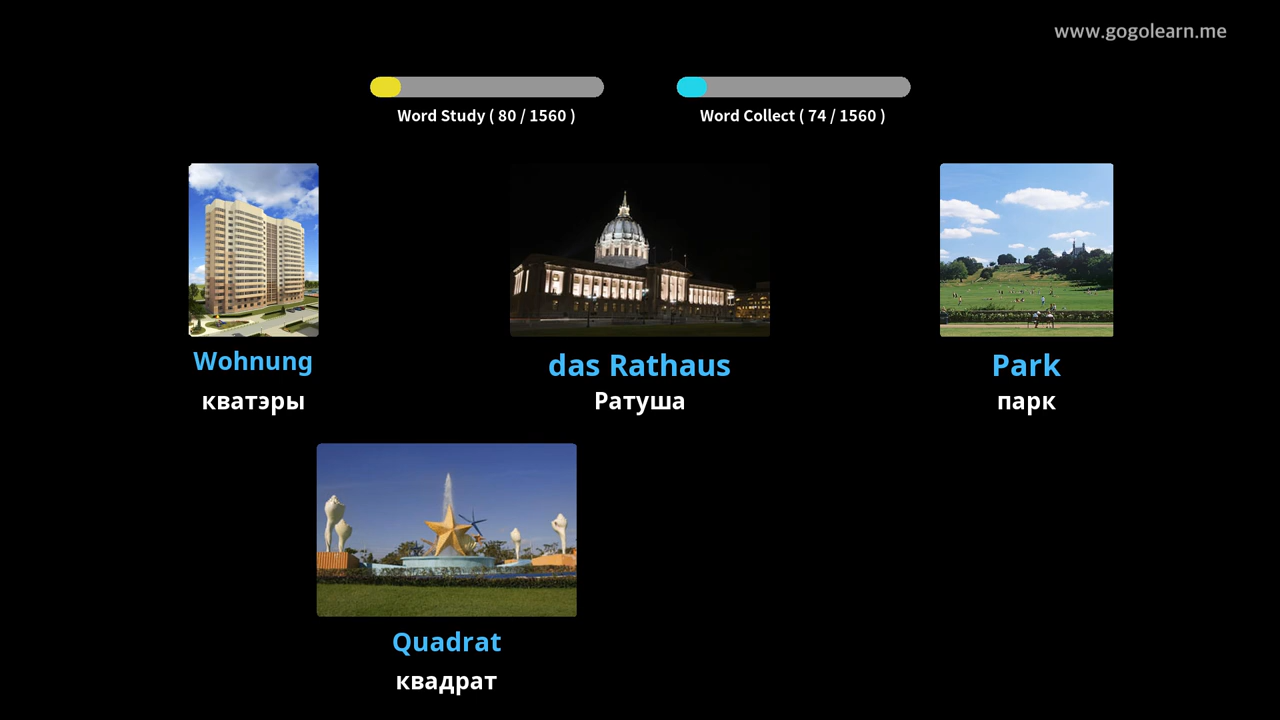 www.gogolearn.me
Word Study ( 80 / 1560 )
Word Collect ( 74 / 1560 )
Wohnung
кватэры
das Rathaus
Ратуша
Park
парк
Quadrat
квадрат